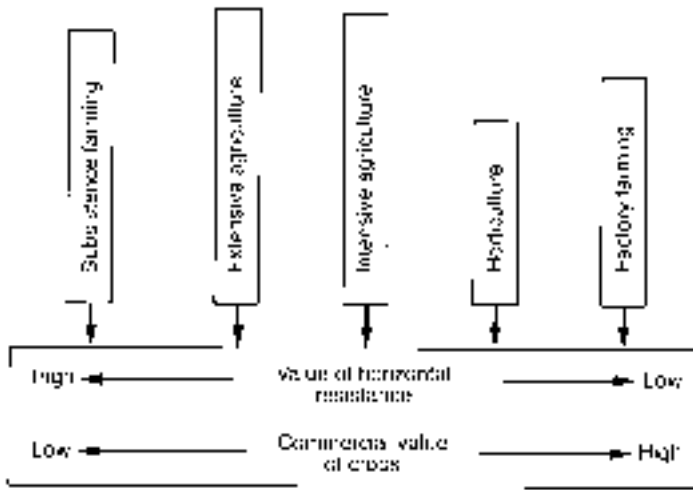 Subsistence farming
Extensive agriculture
Intensive agriculture
Horticulture
Factory farming
High
Value of horizontal
resistance
Low
Low
Commercial value
of crops
High